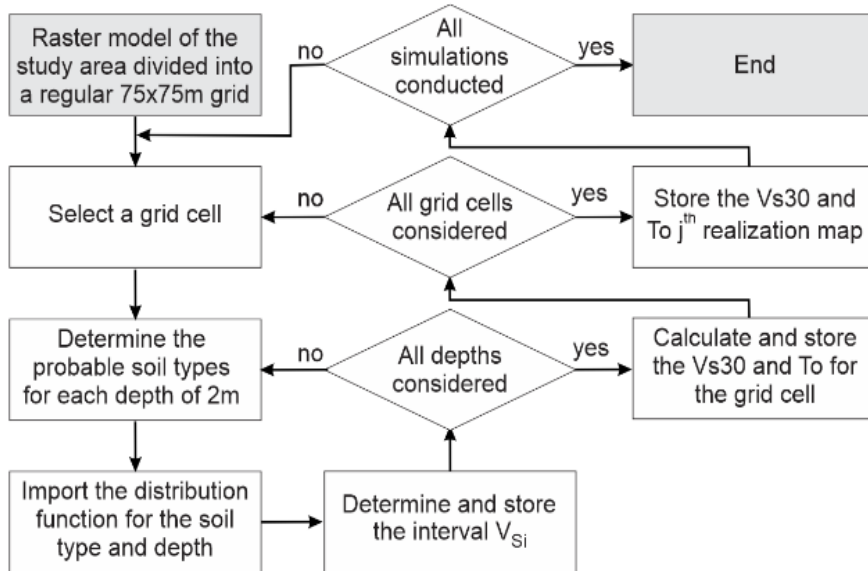 Raster model of the
study area divided into
a regular 75x75m grid
no
All
simulations
conducted
yes
End
Select a grid cell
no
All grid cells
considered
yes
Store the Vs30 and
To jth realization map
Determine the
probable soil types
for each depth of 2m
no
All depths
considered
yes
Calculate and store
the Vs30 and To for
the grid cell
Import the distribution
function for the soil
type and depth
Determine and store
the interval VSi